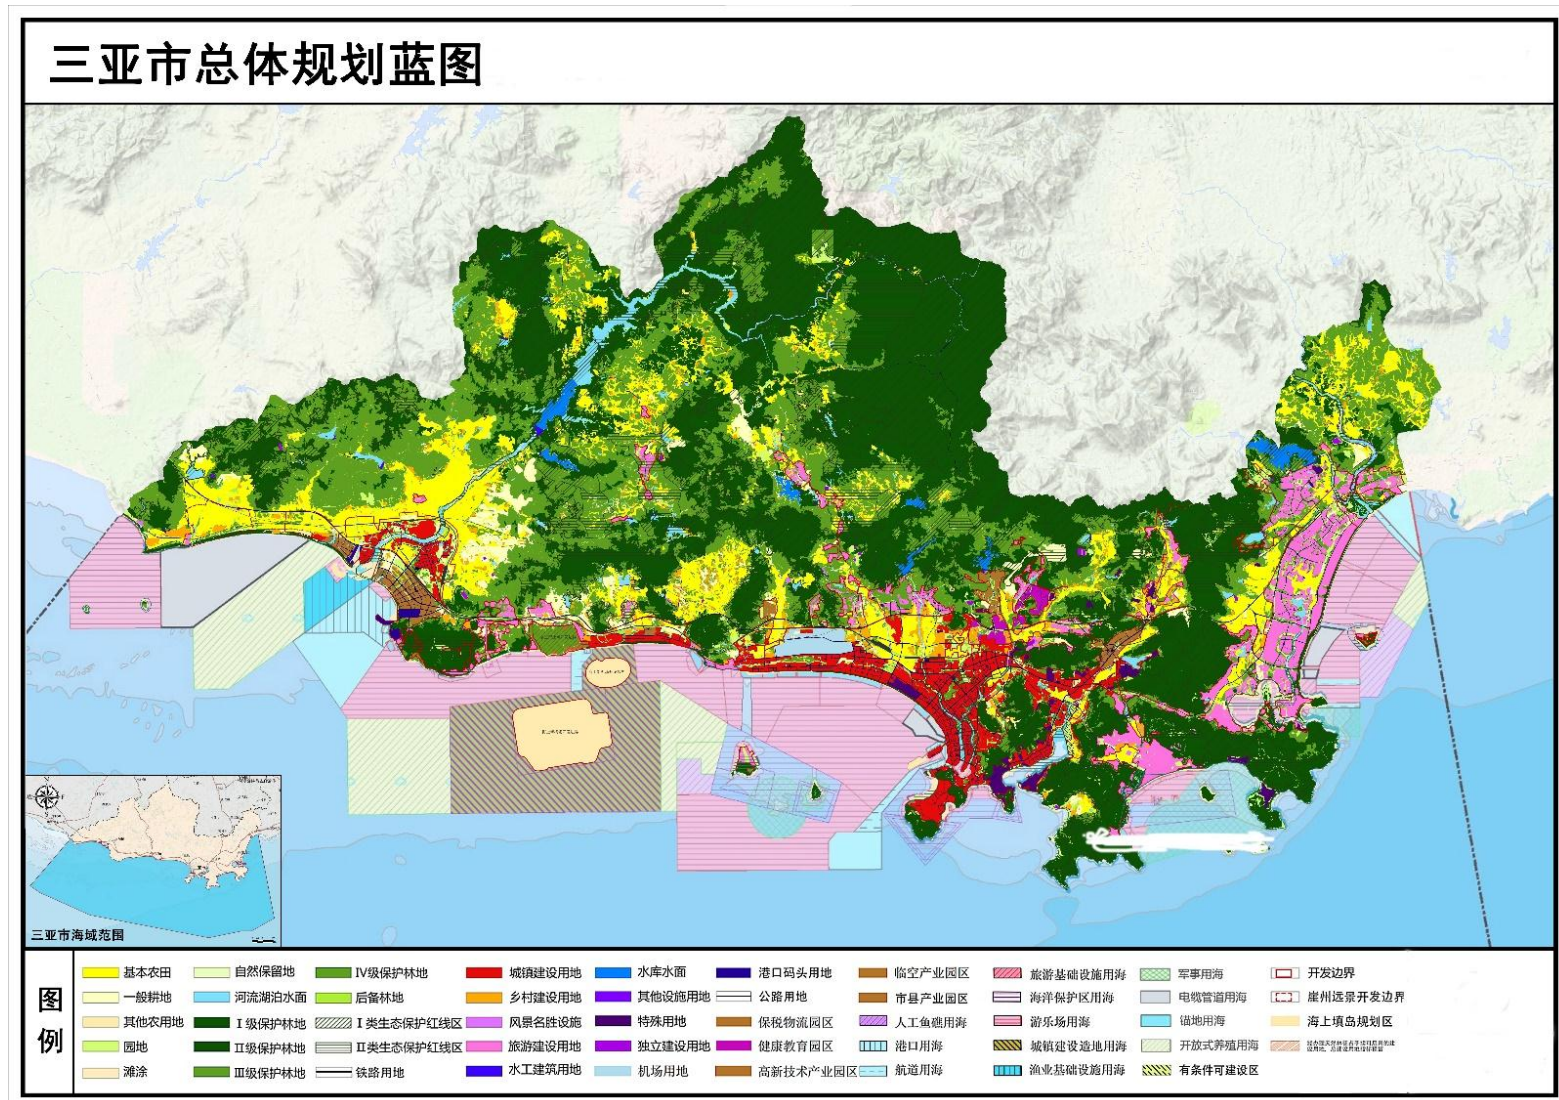 三亚市总体规划蓝图
三亚市海域范围
图例
基本农田
一般耕地
其他农用地
园地
滩涂
自然保留地
河流湖泊水面
Ⅰ级保护林地
Ⅱ级保护林地
Ⅲ级保护林地
Ⅳ级保护林地
后备林地
Ⅰ类生态保护红线区
Ⅱ类生态保护红线区
铁路用地
城镇建设用地
乡村建设用地
风景名胜设施
旅游建设用地
水工建筑用地
水库水面
其他设施用地
特殊用地
独立建设用地
机场用地
港口码头用地
公路用地
保税物流园区
健康教育园区
高新技术产业园区
临空产业园区
市县产业园区
人工鱼礁用海
港口用海
航道用海
旅游基础设施用海
海洋保护区用海
游乐场用海
城镇建设造地用海
渔业基础设施用海
军事用海
电缆管道用海
锚地用海
开放式养殖用海
有条件可建设区
开发边界
崖州远景开发边界
海上填岛规划区